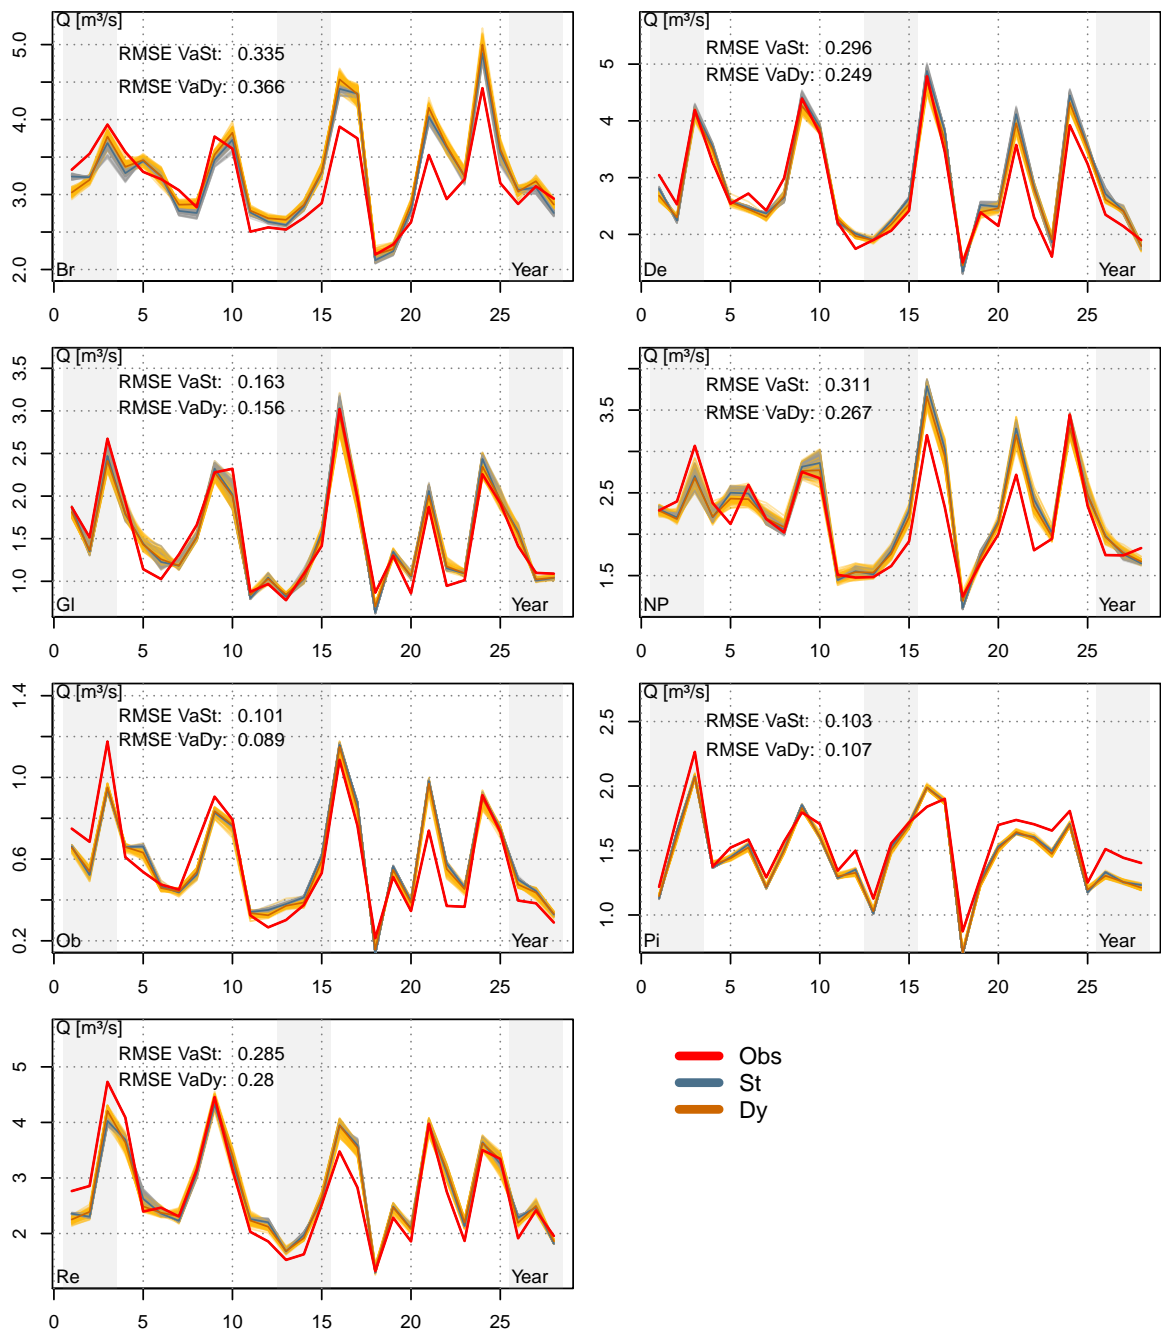 Q [m³/s]
RMSE VaSt: 0.335
RMSE VaDy: 0.366
5.0
4.0
3.0
2.0
Br
Year
0 5 10 15 20 25
Q [m³/s]
RMSE VaSt: 0.296
RMSE VaDy: 0.249
5
4
3
2
De
Year
0 5 10 15 20 25
Q [m³/s]
RMSE VaSt: 0.163
RMSE VaDy: 0.156
3.5
3.0
2.5
2.0
1.5
1.0
Gl
Year
0 5 10 15 20 25
Q [m³/s]
RMSE VaSt: 0.311
RMSE VaDy: 0.267
3.5
2.5
1.5
NP
Year
0 5 10 15 20 25
Q [m³/s]
RMSE VaSt: 0.101
RMSE VaDy: 0.089
1.4
1.0
0.6
0.2
Ob
Year
0 5 10 15 20 25
Q [m³/s]
RMSE VaSt: 0.103
RMSE VaDy: 0.107
2.5
2.0
1.5
1.0
Pi
Year
0 5 10 15 20 25
Q [m³/s]
RMSE VaSt: 0.285
RMSE VaDy: 0.28
5
4
3
2
Re
Year
0 5 10 15 20 25
Obs
St
Dy